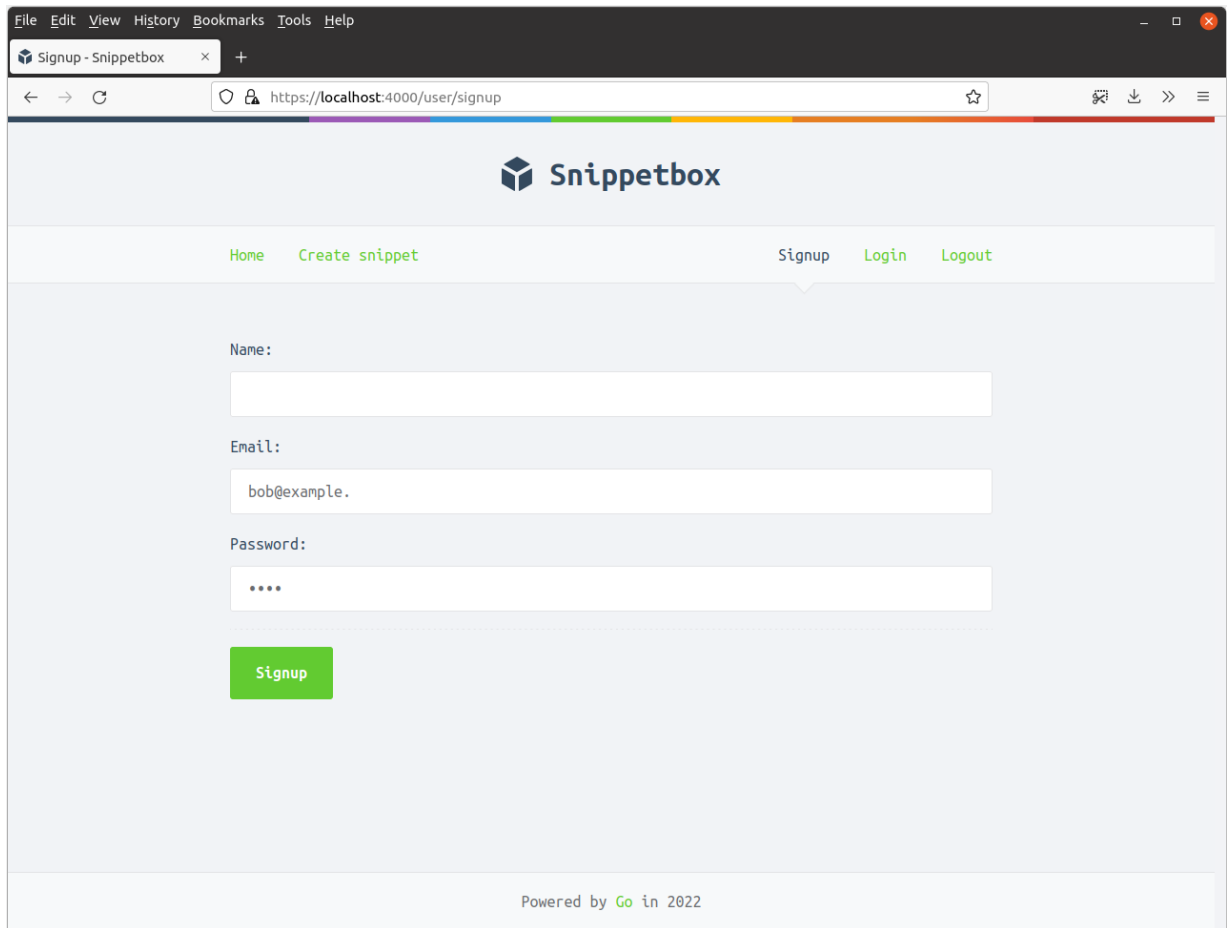 File Edit View History Bookmarks Tools Help
Signup - Snippetbox
https://localhost:4000/user/signup
Snippetbox
Home Create snippet Signup Login Logout
Name:
Email:
bob@example.
Password:
••••
Signup
Powered by Go in 2022